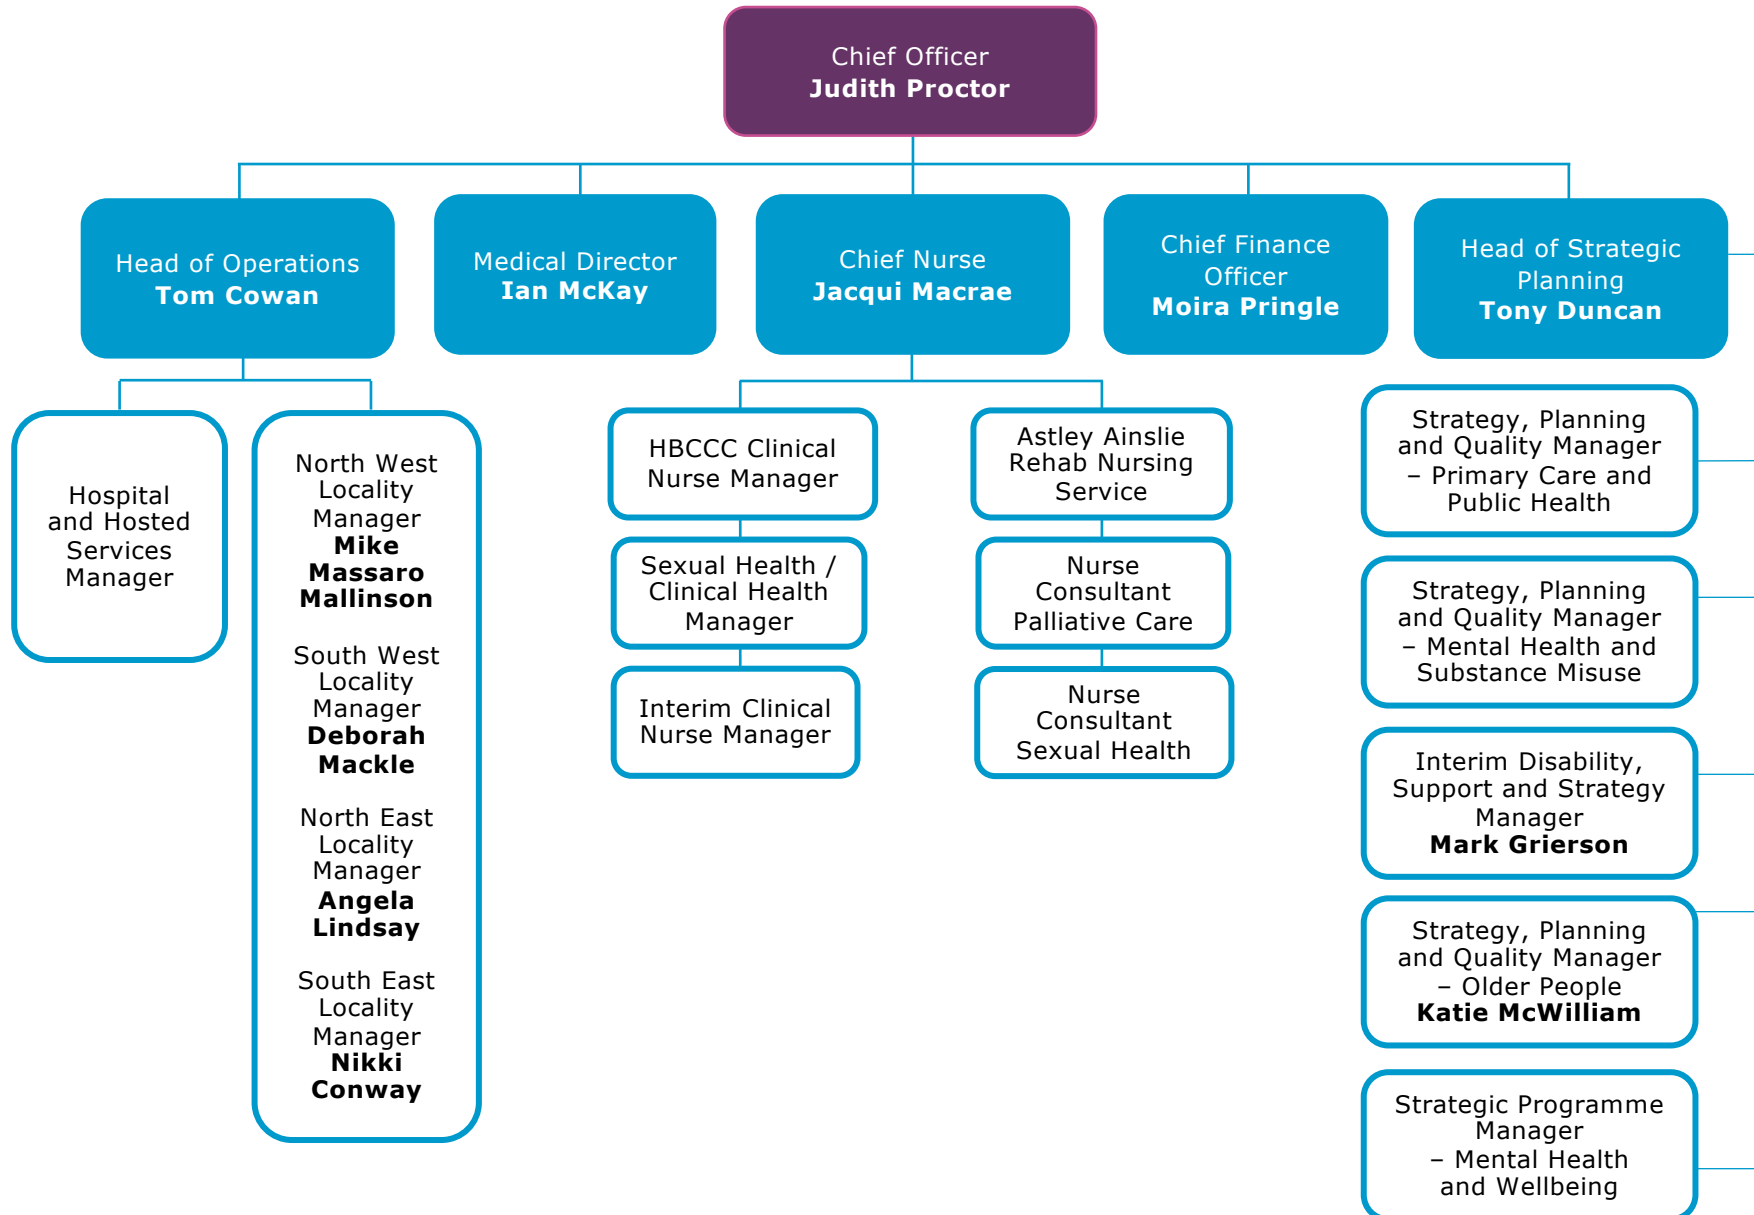 Chief Officer
Judith Proctor
Head of Operations
Tom Cowan
Medical Director
Ian McKay
Chief Nurse
Jacqui Macrae
Chief Finance
Officer
Moira Pringle
Head of Strategic
Planning
Tony Duncan
Hospital
and Hosted
Services
Manager
North West
Locality
Manager
Mike
Massaro
Mallinson
South West
Locality
Manager
Deborah
Mackle
North East
Locality
Manager
Angela
Lindsay
South East
Locality
Manager
Nikki
Conway
HBCCC Clinical
Nurse Manager
Sexual Health /
Clinical Health
Manager
Interim Clinical
Nurse Manager
Astley Ainslie
Rehab Nursing
Service
Nurse
Consultant
Palliative Care
Nurse
Consultant
Sexual Health
Strategy, Planning
and Quality Manager
– Primary Care and
Public Health
Strategy, Planning
and Quality Manager
– Mental Health and
Substance Misuse
Interim Disability,
Support and Strategy
Manager
Mark Grierson
Strategy, Planning
and Quality Manager
– Older People
Katie McWilliam
Strategic Programme
Manager
– Mental Health
and Wellbeing